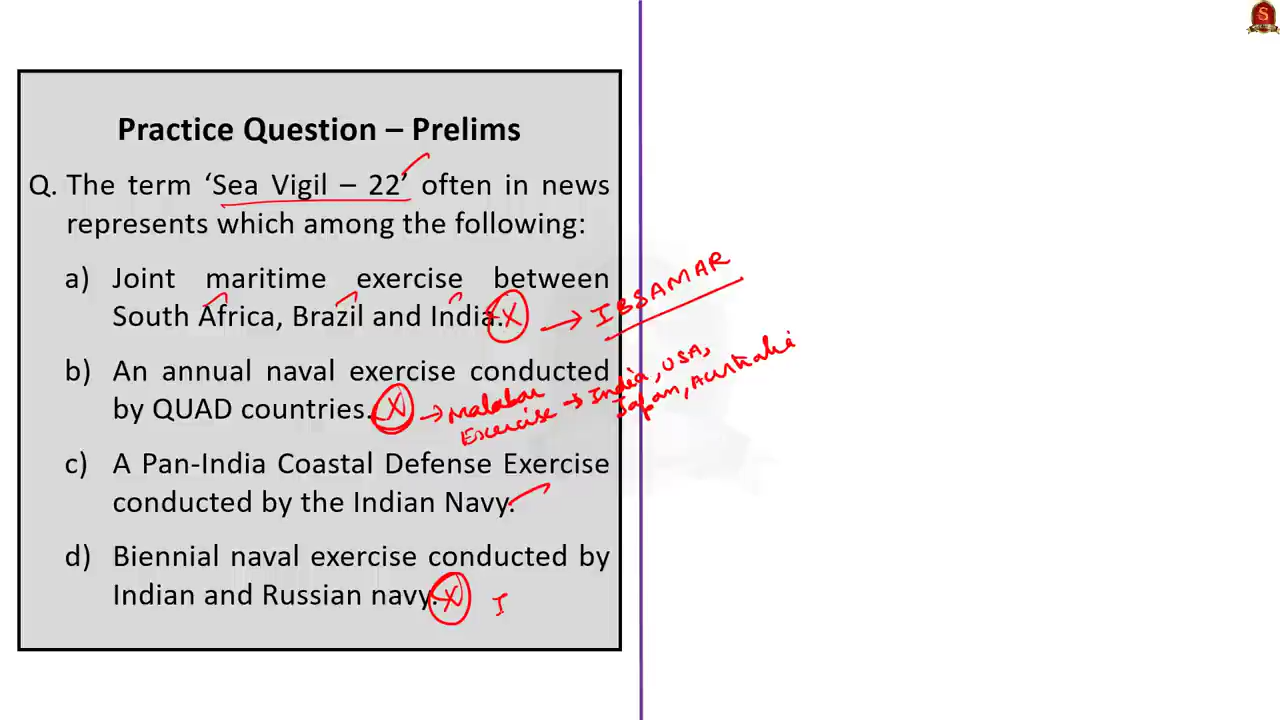 Practice Question – Prelims
Q. The term ‘Sea Vigil – 22’ often in news
represents which among the following:
a) Joint maritime exercise between
South Africa, Brazil and India.
X → IBSAMAR
b) An annual naval exercise conducted
by QUAD countries.
X → Malabar
Exercise → India, USA,
Japan, Australia
c) A Pan-India Coastal Defense Exercise
conducted by the Indian Navy.
d) Biennial naval exercise conducted by
Indian and Russian navy.
X I